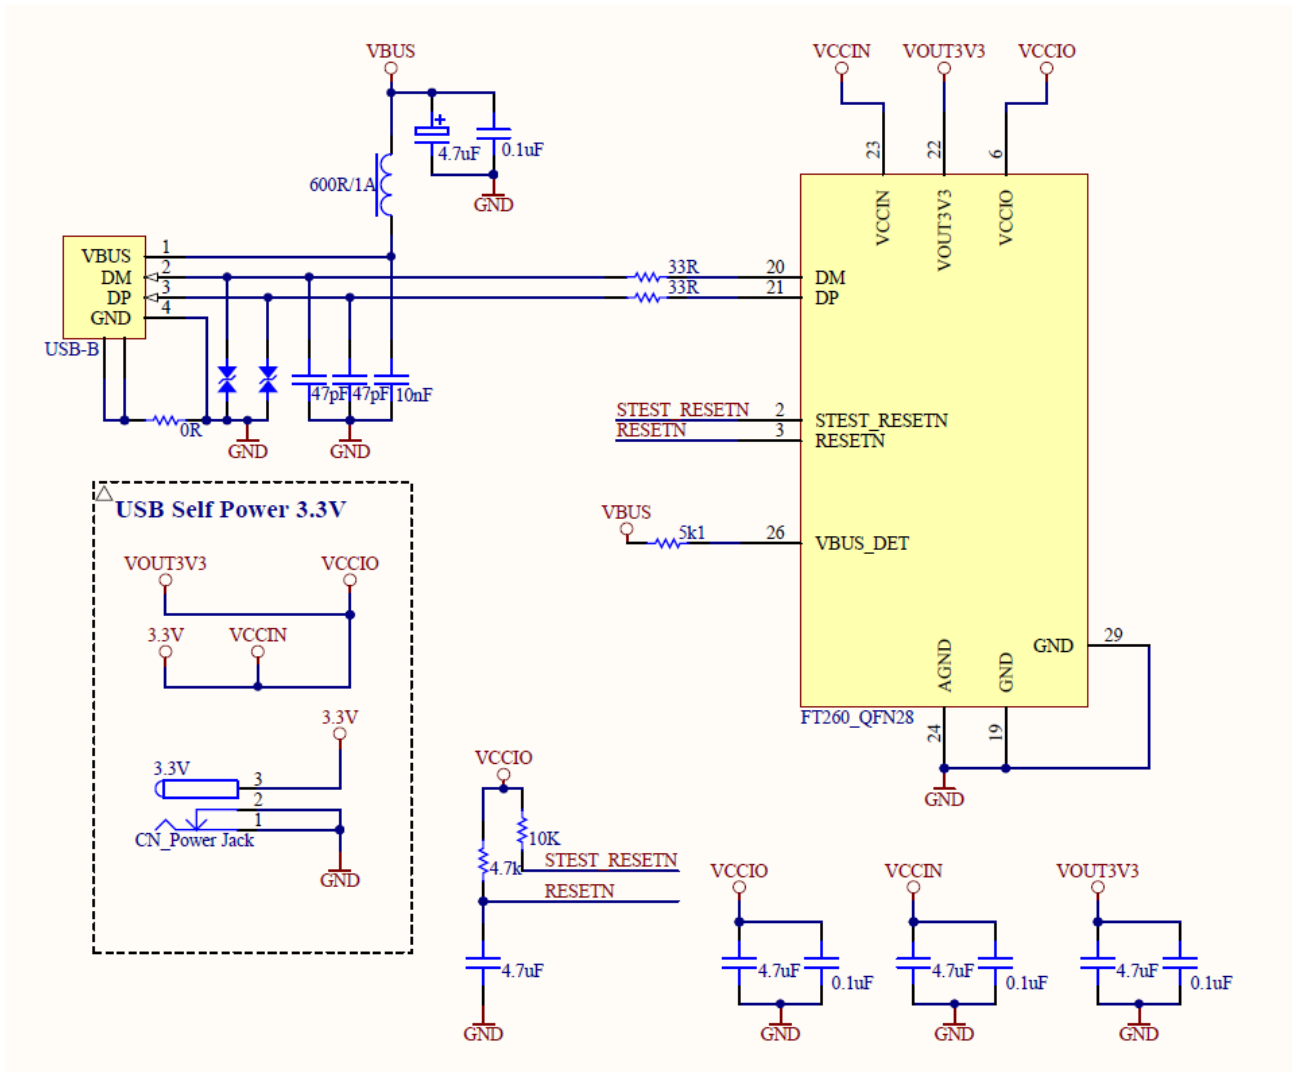 VBUS
VCCIN VOUT3V3 VCCIO
4.7uF 0.1uF
600R/1A
GND
23 22 6
VCCIN VOUT3V3 VCCIO
VBUS 1
DM 2 33R 20 DM
DP 3 33R 21 DP
GND 4
USB-B
47pF 47pF 10nF
0R
GND GND
STEST_RESETN 2 STEST_RESETN
RESETN 3 RESETN
USB Self Power 3.3V
VBUS
5k1 26 VBUS_DET
VOUT3V3 VCCIO
3.3V VCCIN
AGND GND GND 29
3.3V
FT260_QFN28
24 19
GND
3.3V 3
2
1
CN_Power Jack
GND
VCCIO
10K
4.7k STEST_RESETN
RESETN
4.7uF
GND
VCCIO VCCIN VOUT3V3
4.7uF 0.1uF 4.7uF 0.1uF 4.7uF 0.1uF
GND GND GND